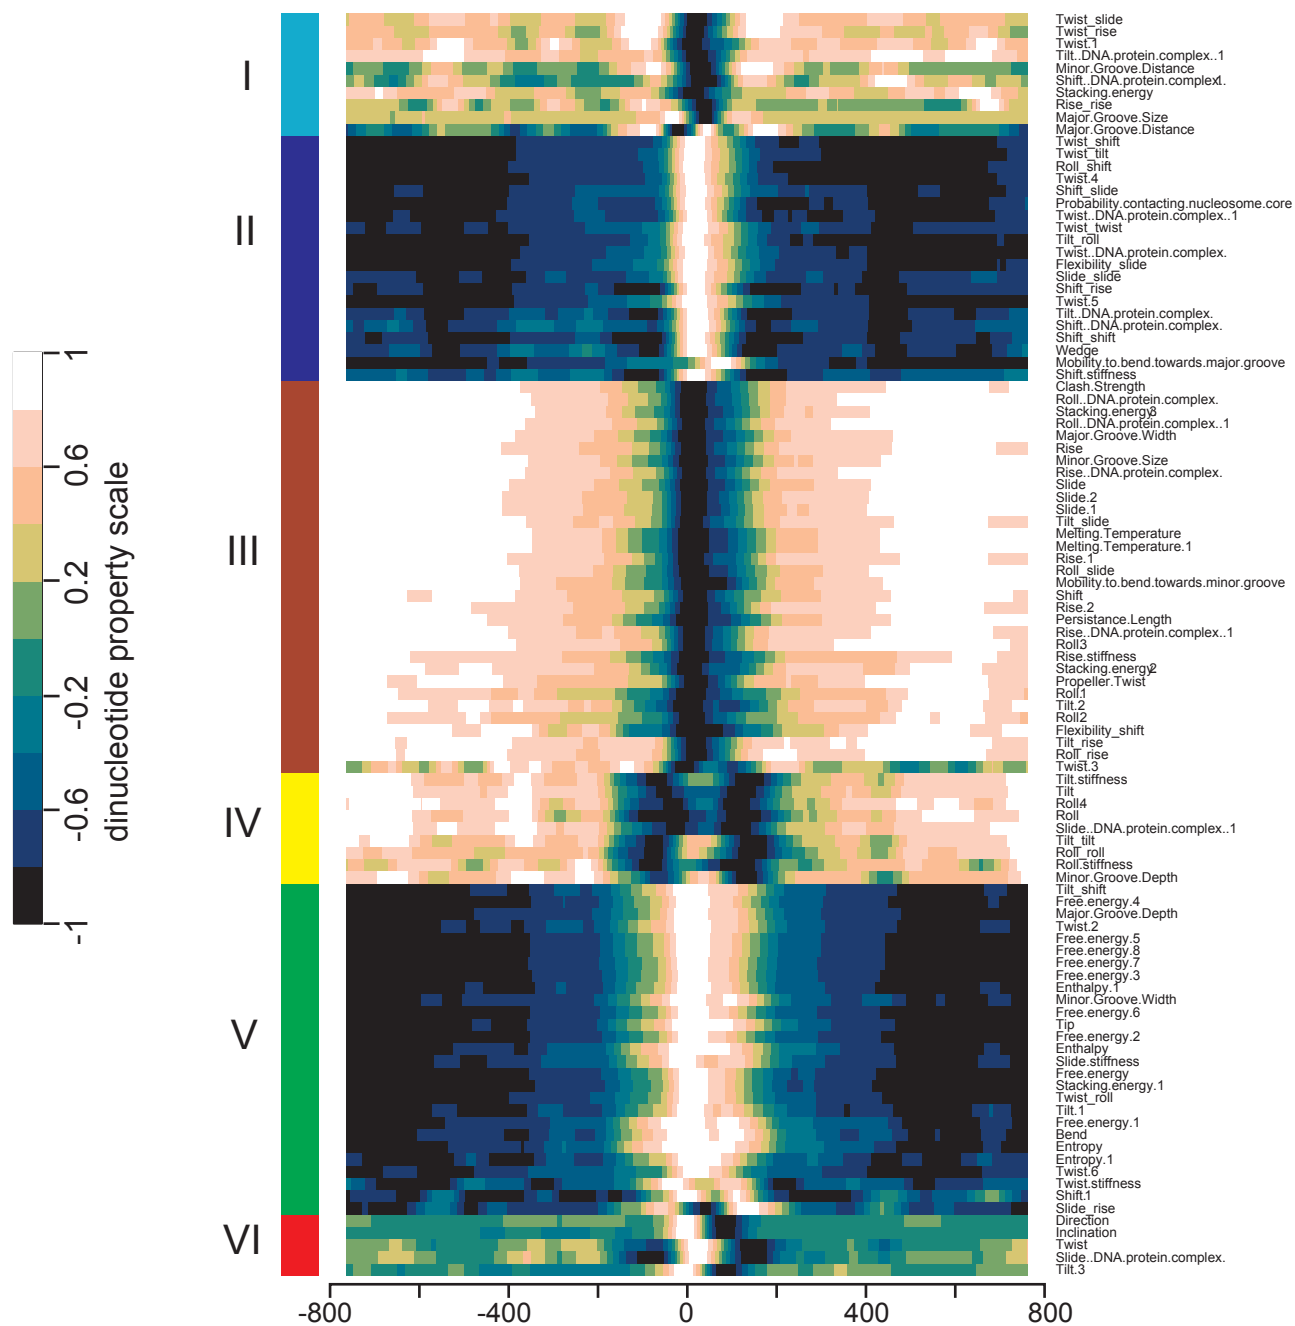 I
II
III
IV
V
VI
1
0.6
0.2
-0.2
-0.6
-1
dinucleotide property scale
Twist_slide
Twist_rise
Twist.1
Tilt..DNA.protein.complex..1
Minor.Groove.Distance
Shift..DNA.protein.complex1.
Stacking.energy
Rise_rise
Major.Groove.Size
Major.Groove.Distance
Twist_shift
Twist_tilt
Roll_shift
Twist.4
Shift_slide
Probability.contacting.nucleosome.core
Twist..DNA.protein.complex..1
Twist_twist
Tilt_roll
Twist..DNA.protein.complex.
Flexibility_slide
Slide_slide
Shift_rise
Twist.5
Tilt..DNA.protein.complex.
Shift..DNA.protein.complex.
Shift_shift
Wedge
Mobility.to.bend.towards.major.groove
Shift.stiffness
Clash.Strength
Roll..DNA.protein.complex.
Stacking.energy3
Roll..DNA.protein.complex..1
Major.Groove.Width
Rise
Minor.Groove.Size
Rise..DNA.protein.complex.
Slide
Slide.2
Slide.1
Tilt_slide
Melting.Temperature
Melting.Temperature.1
Rise.1
Roll_slide
Mobility.to.bend.towards.minor.groove
Shift
Rise.2
Persistance.Length
Rise..DNA.protein.complex..1
Roll3
Rise.stiffness
Stacking.energy2
Propeller.Twist
Roll.1
Tilt.2
Roll2
Flexibility_shift
Tilt_rise
Roll_rise
Twist.3
Tilt.stiffness
Tilt
Roll4
Roll
Slide..DNA.protein.complex..1
Tilt_tilt
Roll_roll
Roll.stiffness
Minor.Groove.Depth
Tilt_shift
Free.energy.4
Major.Groove.Depth
Twist.2
Free.energy.5
Free.energy.8
Free.energy.7
Free.energy.3
Enthalpy.1
Minor.Groove.Width
Free.energy.6
Tip
Free.energy.2
Enthalpy
Slide.stiffness
Free.energy
Stacking.energy.1
Twist_roll
Tilt.1
Free.energy.1
Bend
Entropy
Entropy.1
Twist.6
Twist.stiffness
Shift.1
Slide_rise
Direction
Inclination
Twist
Slide..DNA.protein.complex.
Tilt.3
-800
-400
0
400
800